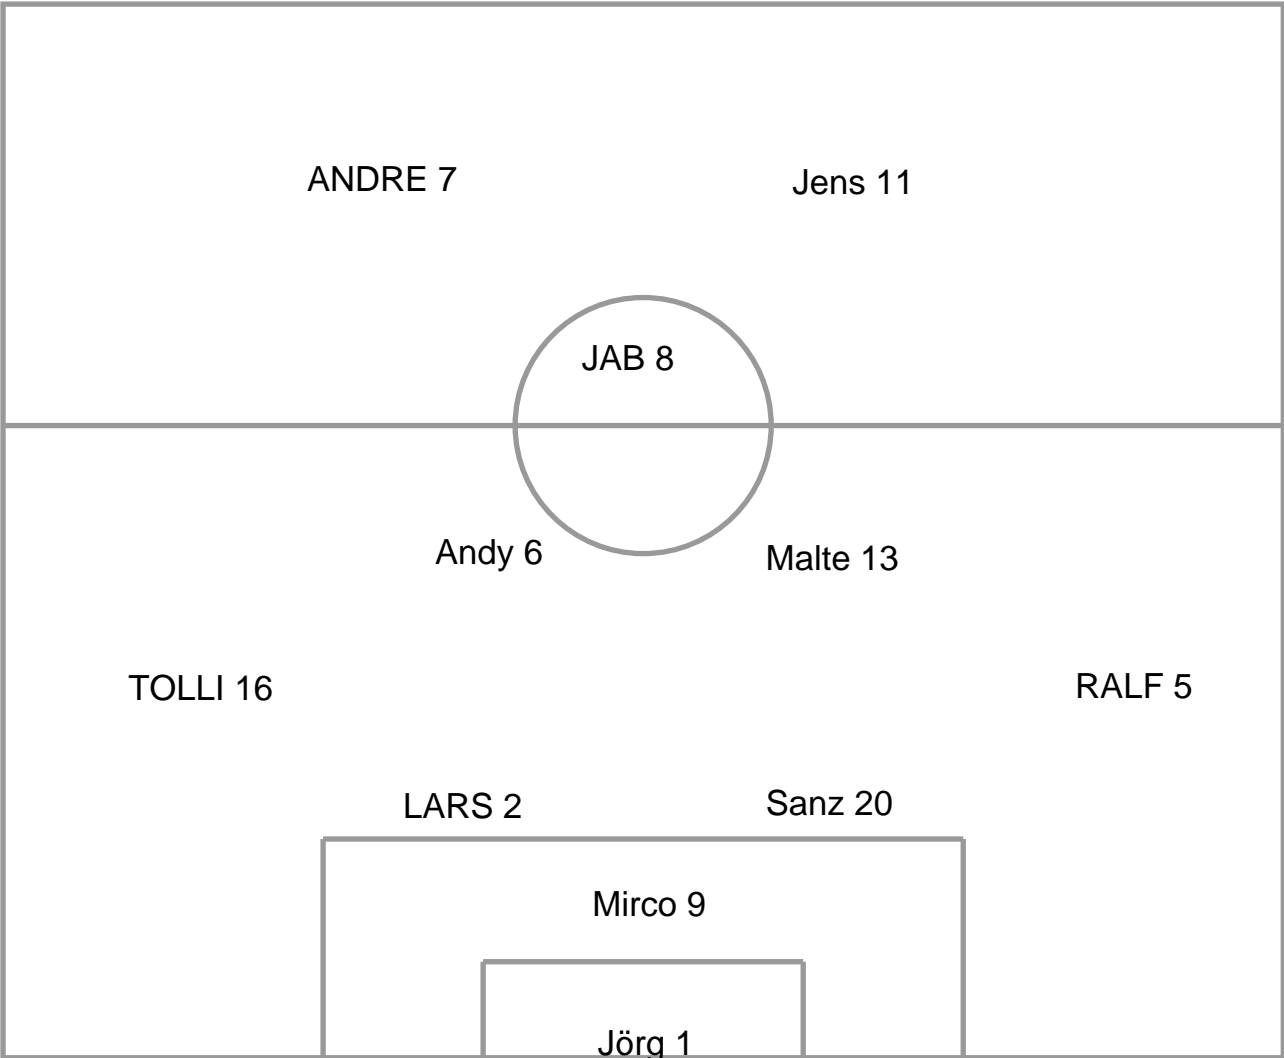 ANDRE 7
Jens 11
JAB 8
Andy 6
Malte 13
TOLLI 16
RALF 5
LARS 2
Sanz 20
Mirco 9
Jörg 1